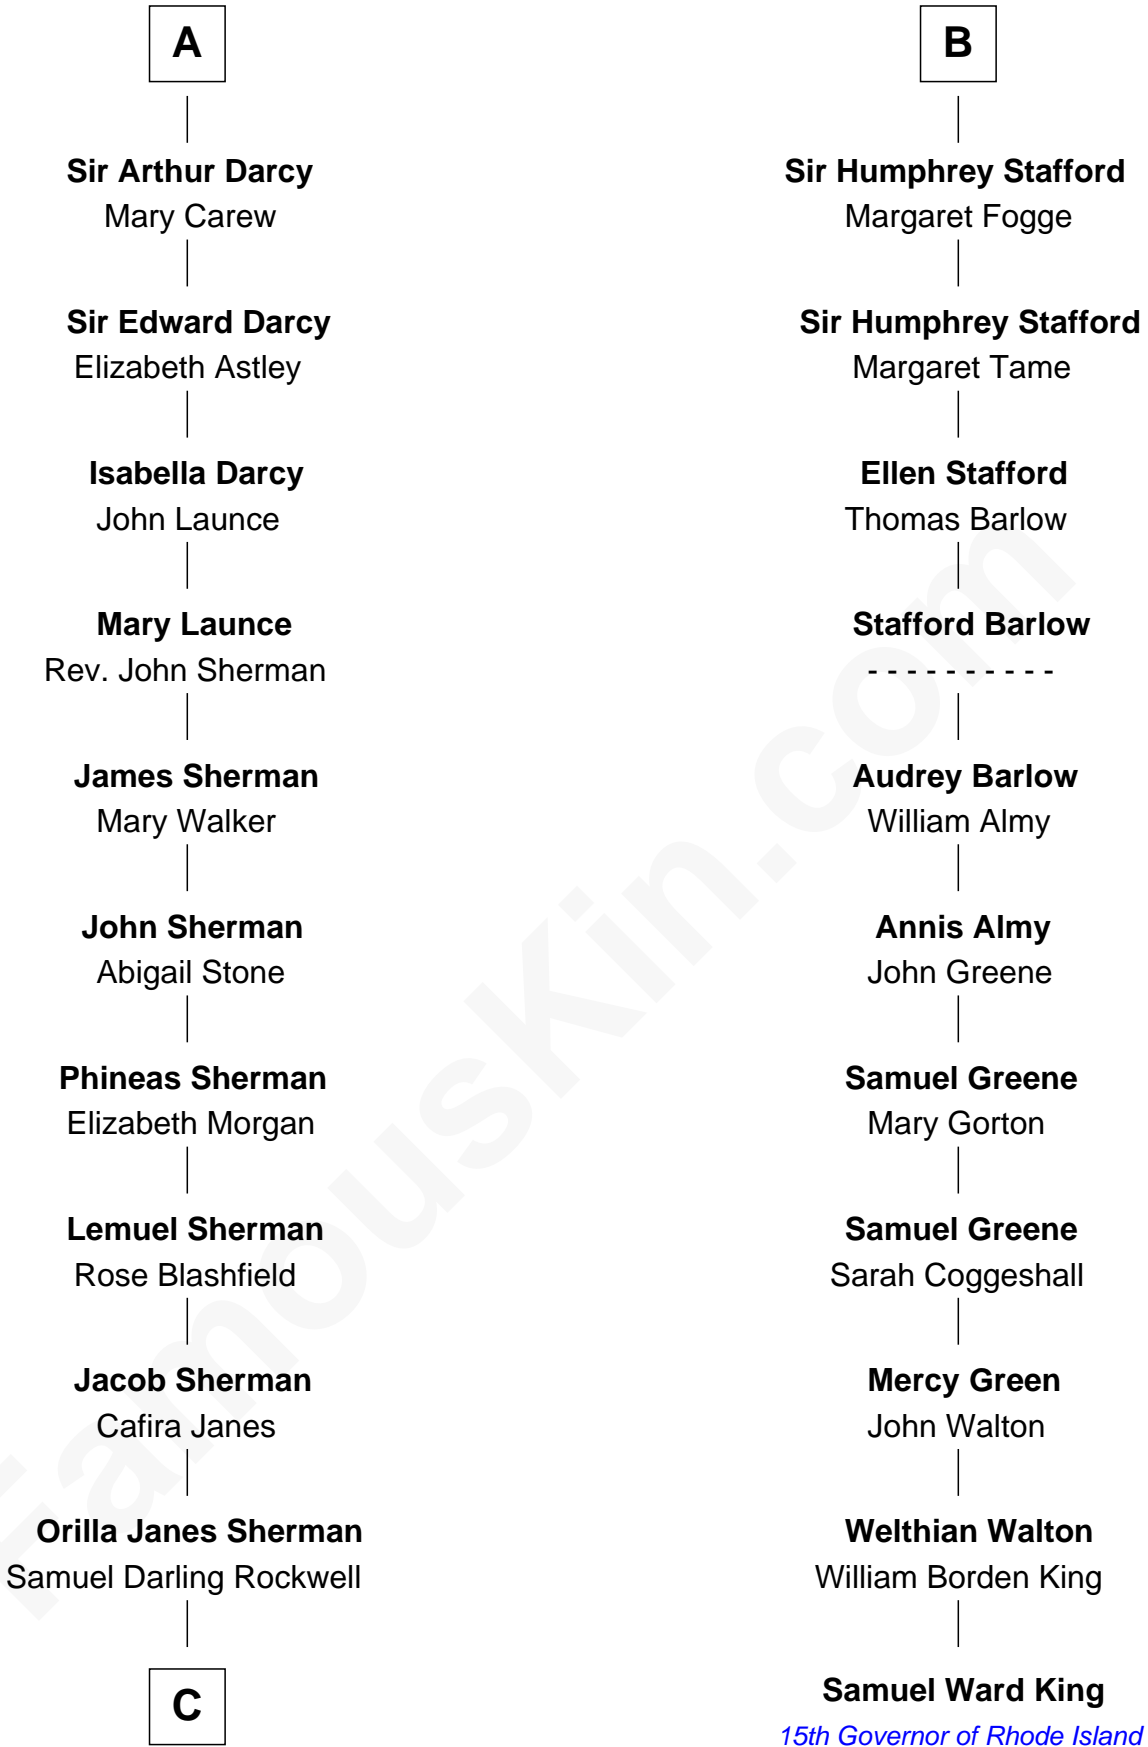 A
Sir Arthur Darcy
Mary Carew
Sir Edward Darcy
Elizabeth Astley
Isabella Darcy
John Launce
Mary Launce
Rev. John Sherman
James Sherman
Mary Walker
John Sherman
Abigail Stone
Phineas Sherman
Elizabeth Morgan
Lemuel Sherman
Rose Blashfield
Jacob Sherman
Cafira Janes
Orilla Janes Sherman
Samuel Darling Rockwell
C
B
Sir Humphrey Stafford
Margaret Fogge
Sir Humphrey Stafford
Margaret Tame
Ellen Stafford
Thomas Barlow
Stafford Barlow
- - - - - - - - - -
Audrey Barlow
William Almy
Annis Almy
John Greene
Samuel Greene
Mary Gorton
Samuel Greene
Sarah Coggeshall
Mercy Green
John Walton
Welthian Walton
William Borden King
Samuel Ward King
15th Governor of Rhode Island
FamousKin.com